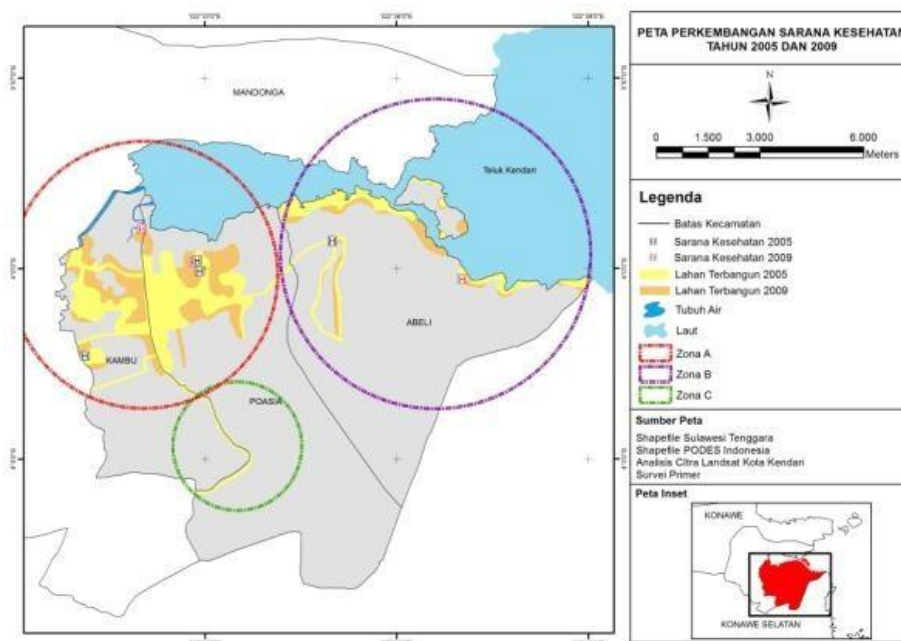 PETA PERKEMBANGAN SARANA KESEHATAN
TAHUN 2005 DAN 2009
N
0 1.500 3.000 6.000
Meters
Legenda
Batas Kecamatan
H Sarana Kesehatan 2005
H Sarana Kesehatan 2009
Lahan Terbangun 2005
Lahan Terbangun 2009
Tubuh Air
Laut
Zona A
Zona B
Zona C
Sumber Peta
Shapefile Sulawesi Tenggara
Shapefile PODES Indonesia
Analisis Citra Landsat Kota Kendari
Survei Primer
Peta Inset
KONAWE
KONAWE SELATAN
MANDONGA
Teluk Kendari
ABELI
KAMBU
POASIA
H
H
H
H
H
H